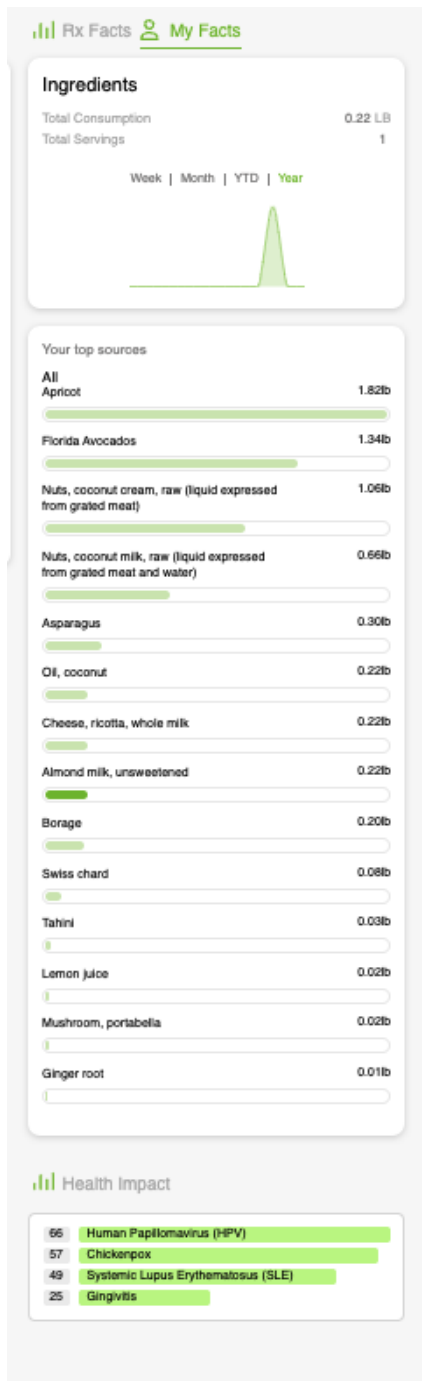 Rx Facts My Facts
Ingredients
Total Consumption 0.22 LB
Total Servings 1
Week | Month | YTD | Year
Your top sources
All
Apricot 1.82lb
Florida Avocados 1.34lb
Nuts, coconut cream, raw (liquid expressed 1.06lb
from grated meat)
Nuts, coconut milk, raw (liquid expressed 0.66lb
from grated meat and water)
Asparagus 0.30lb
Oil, coconut 0.22lb
Cheese, ricotta, whole milk 0.22lb
Almond milk, unsweetened 0.22lb
Borage 0.20lb
Swiss chard 0.08lb
Tahini 0.03lb
Lemon juice 0.02lb
Mushroom, portabella 0.02lb
Ginger root 0.01lb
Health Impact
66 Human Papillomavirus (HPV)
57 Chickenpox
49 Systemic Lupus Erythematosus (SLE)
25 Gingivitis